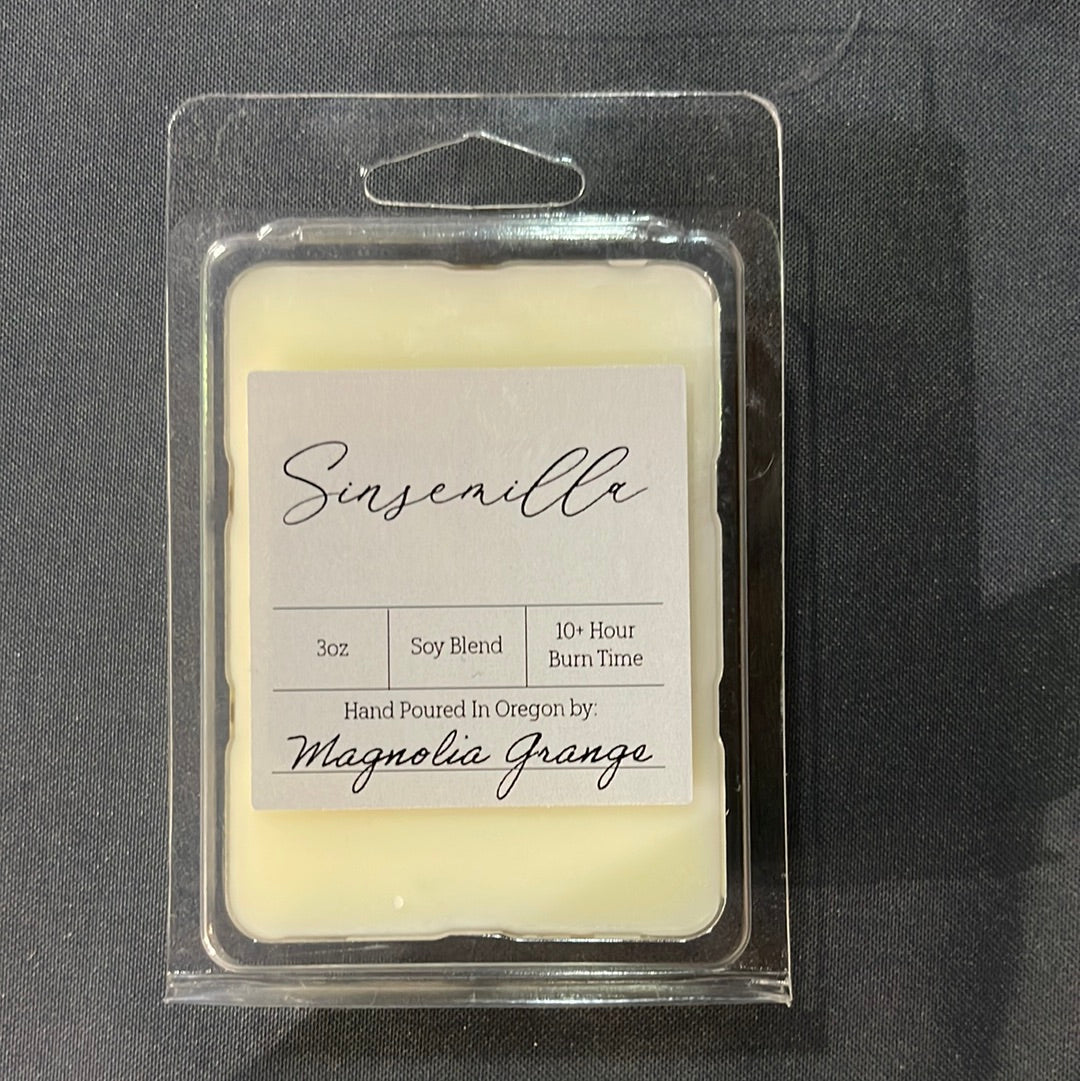 Sinsemilla
3oz
Soy Blend
10+ Hour
Burn Time
Hand Poured In Oregon by:
Magnolia Grange